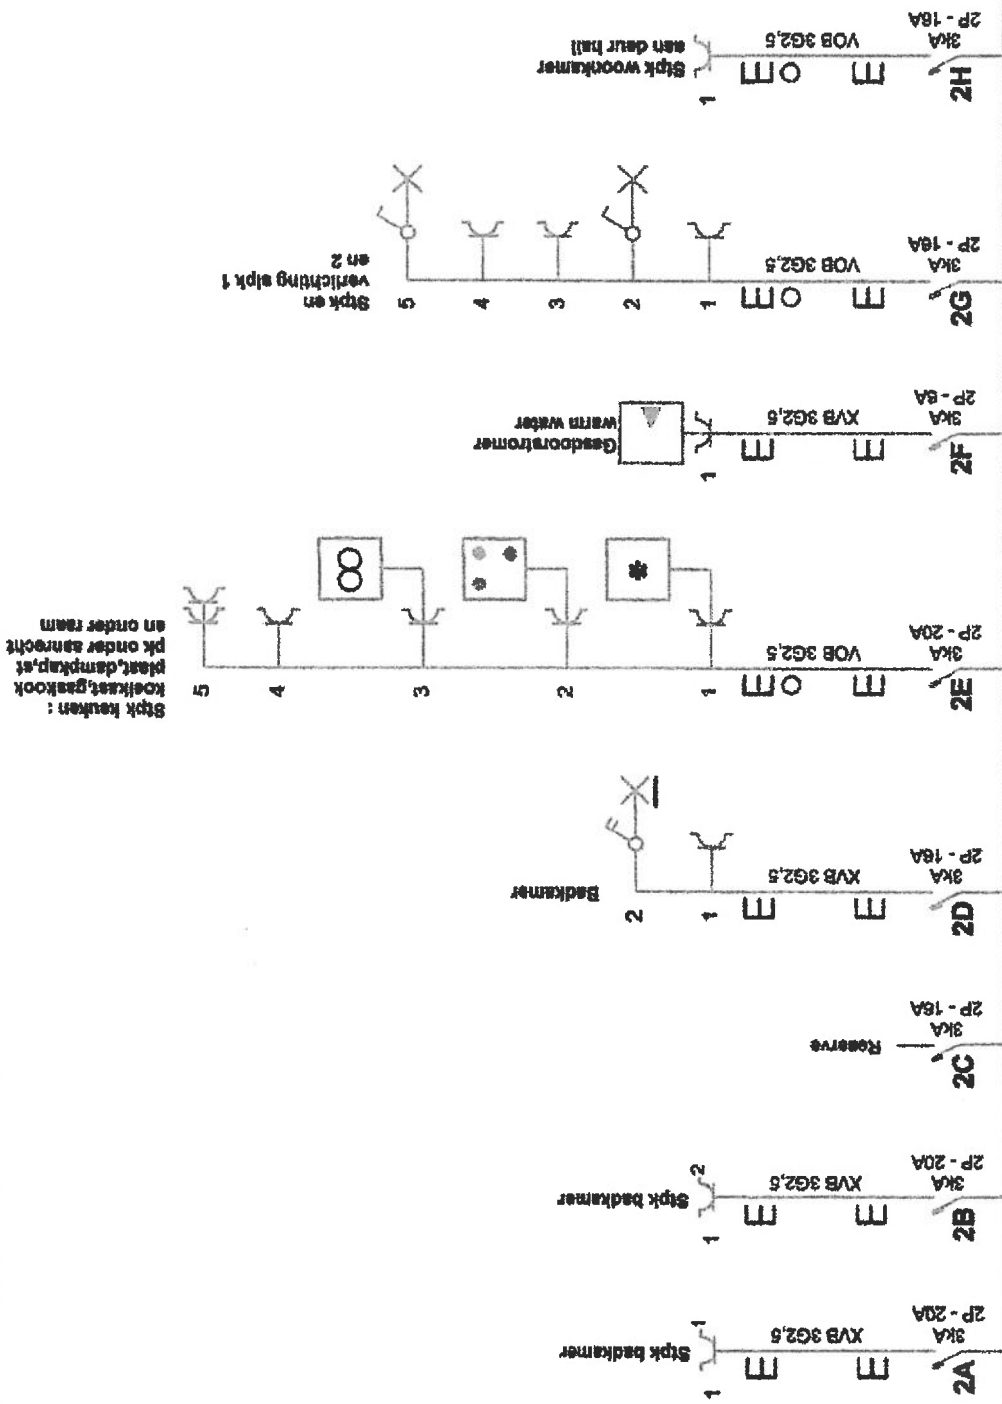 Stpk badkamer
1
1
XVB 3G2,5
2A
3kA
2P - 20A
Stpk badkamer
1
2
XVB 3G2,5
2B
3kA
2P - 20A
Reserve
2C
3kA
2P - 16A
Badkamer
2
1
XVB 3G2,5
2D
3kA
2P - 16A
Stpk keuken :
koelkast,gaskook
plaat,dampkap,st
pk onder aanrecht
en onder raam
5
4
3
2
1
VOB 3G2,5
2E
3kA
2P - 20A
Gasdoorstromer
warm water
1
XVB 3G2,5
2F
3kA
2P - 6A
Stpk en
verlichting slpk 1
en 2
5
4
3
2
1
VOB 3G2,5
2G
3kA
2P - 16A
Stpk woonkamer
aan deur hall
1
VOB 3G2,5
2H
3kA
2P - 16A